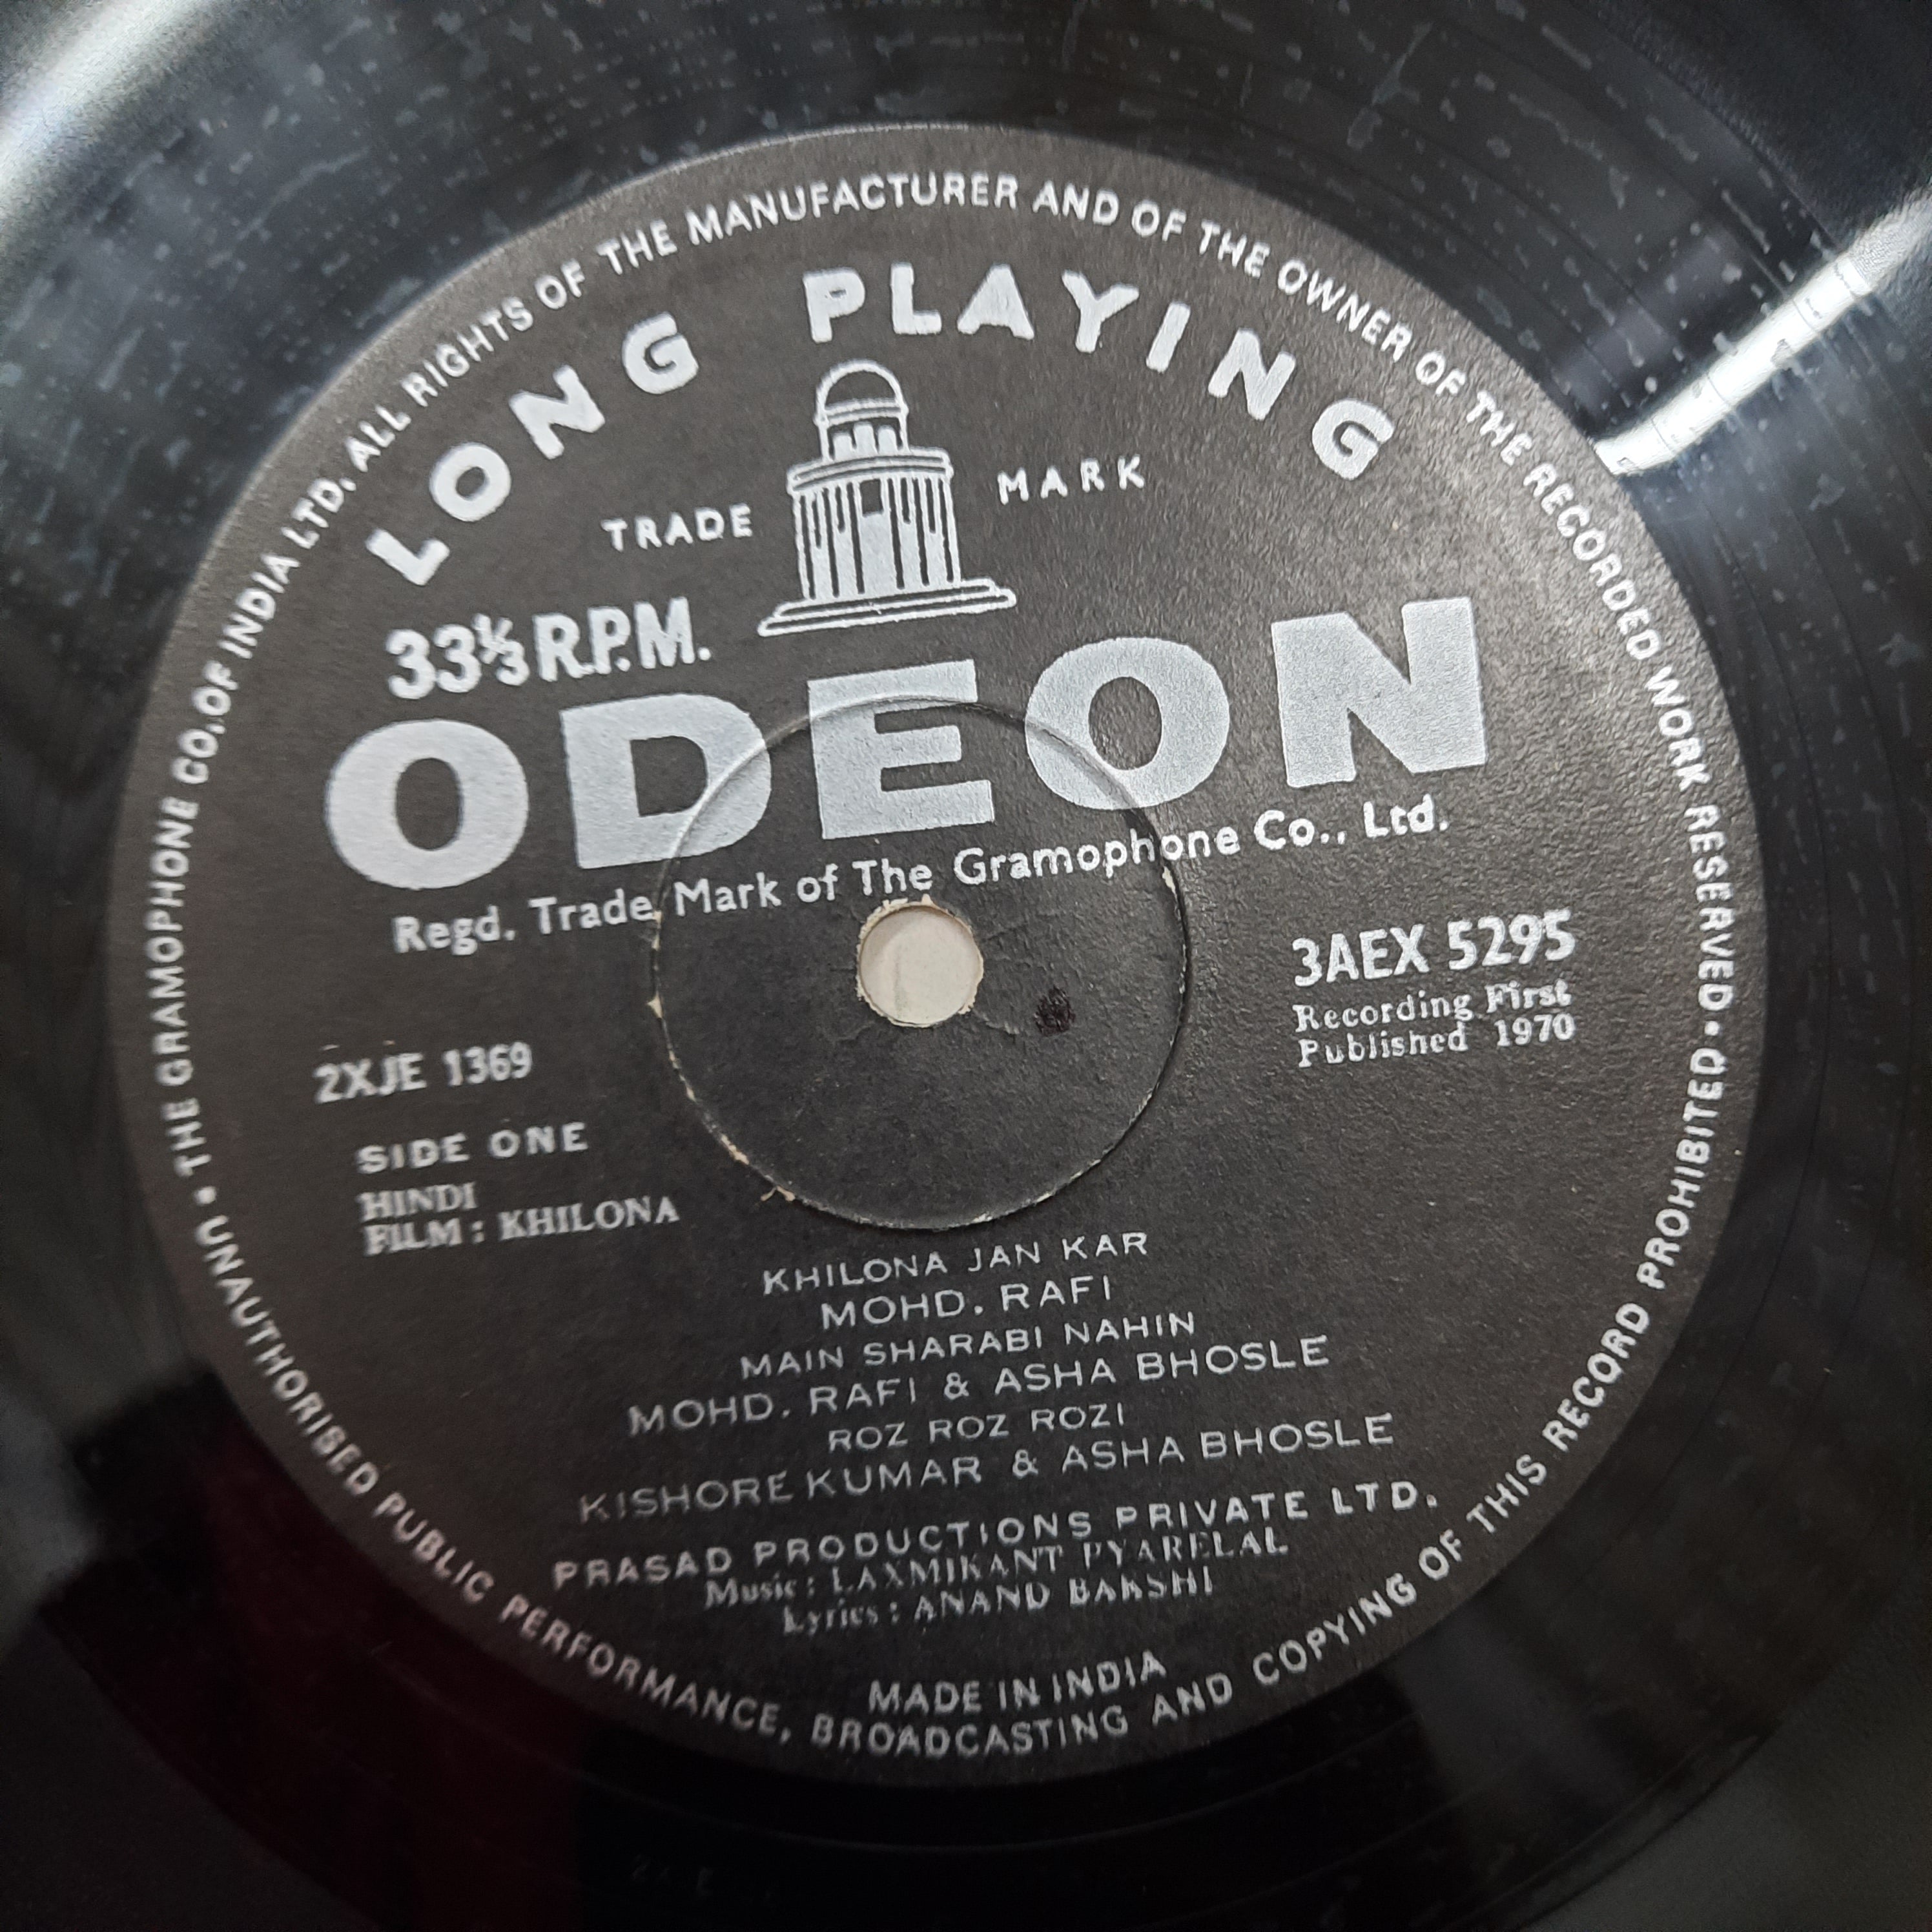 THE GRAMOPHONE CO. OF INDIA LTD. ALL RIGHTS OF THE MANUFACTURER AND OF THE OWNER OF THE RECORDED WORK RESERVED •
LONG PLAYING
TRADE MARK
33⅓ R.P.M.
ODEON
Regd. Trade Mark of The Gramophone Co., Ltd.
3AEX 5295
Recording First
Published 1970
2XJE 1369
SIDE ONE
HINDI
FILM : KHILONA
KHILONA JAN KAR
MOHD. RAFI
MAIN SHARABI NAHIN
MOHD. RAFI & ASHA BHOSLE
ROZ ROZ ROZI
KISHORE KUMAR & ASHA BHOSLE
PRASAD PRODUCTIONS PRIVATE LTD.
Music : LAXMIKANT PYARELAL
Lyrics : ANAND BAKSHI
MADE IN INDIA
• UNAUTHORISED PUBLIC PERFORMANCE, BROADCASTING AND COPYING OF THIS RECORD PROHIBITED